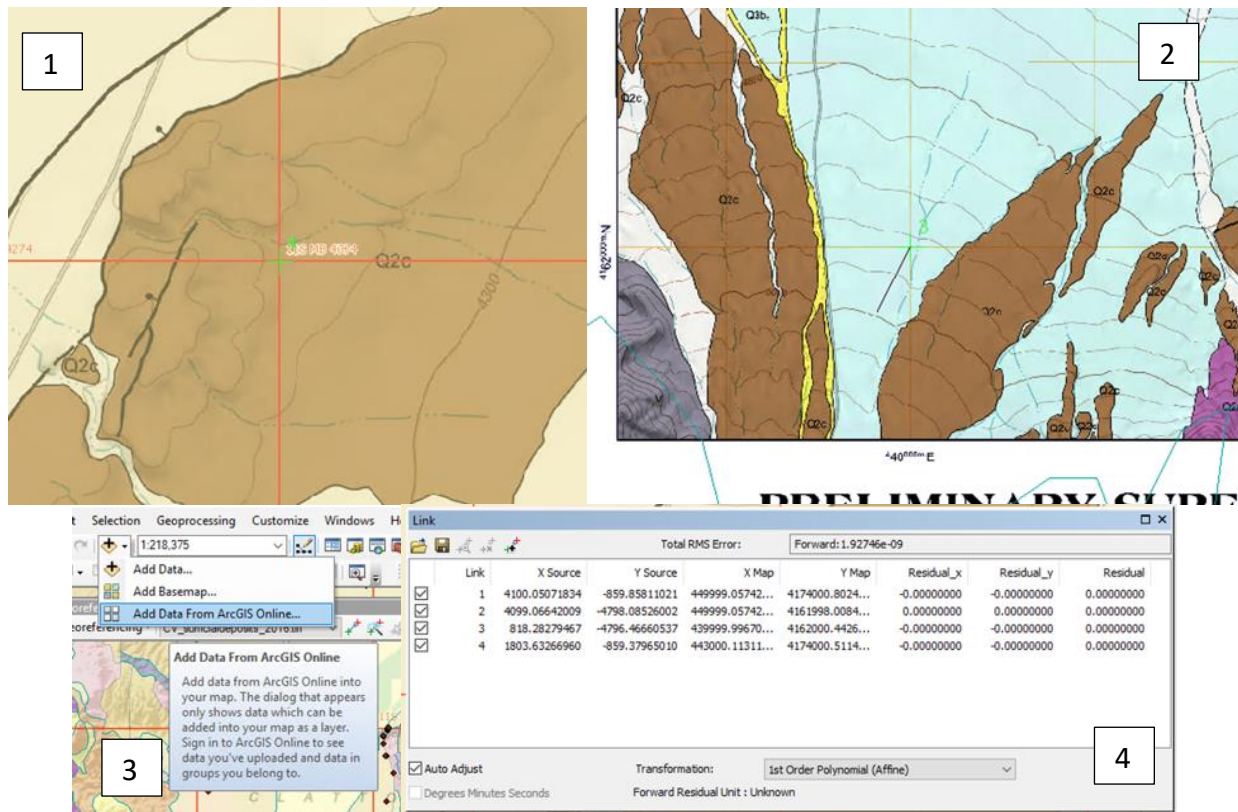 1
Q2c
4300
Q2c
Q3b
2
Q2c
Q2c
Q2c
Q2c
3
Q2c
Q2c
Q2c
Q2c
Q2c
Q2c
⁴40⁰⁰⁰ᵐE
PRELIMINARY
Selection Geoprocessing Customize Windows
1:218,375
Add Data...
Add Basemap...
Add Data From ArcGIS Online...
Add Data From ArcGIS Online
Add data from ArcGIS Online into
your map. The dialog that appears
only shows data which can be
added into your map as a layer.
Sign in to ArcGIS Online to see
data you've uploaded and data in
groups you belong to.
3
Link
Total RMS Error: Forward:1.92746e-09
Link X Source Y Source X Map Y Map Residual_x Residual_y Residual
1 4100.05071834 -859.85811021 449999.05742... 4174000.8024... -0.00000000 -0.00000000 0.00000000
2 4099.06642009 -4798.08526002 449999.05742... 4161998.0084... -0.00000000 0.00000000 0.00000000
3 818.28279467 -4796.46660537 439999.99670... 4162000.4426... -0.00000000 -0.00000000 0.00000000
4 1803.63266960 -859.37965010 443000.11311... 4174000.5114... -0.00000000 -0.00000000 0.00000000
4
Auto Adjust Transformation: 1st Order Polynomial (Affine)
Degrees Minutes Seconds Forward Residual Unit : Unknown